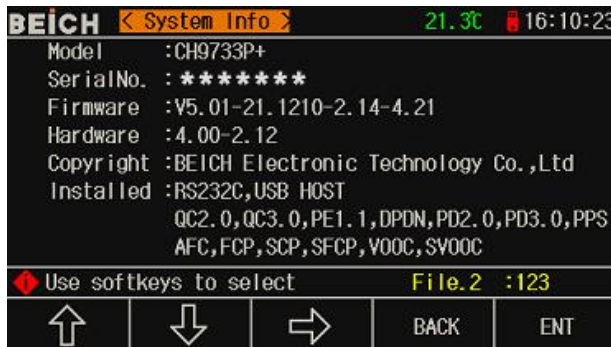 BEICH < System Info > 21.3℃ 16:10:23
Model :CH9733P+
SerialNo. :*******
Firmware :V5.01-21.1210-2.14-4.21
Hardware :4.00-2.12
Copyright :BEICH Electronic Technology Co.,Ltd
Installed :RS232C,USB HOST
QC2.0,QC3.0,PE1.1,DPDN,PD2.0,PD3.0,PPS
AFC,FCP,SCP,SFCP,VOOC,SVOOC
Use softkeys to select File.2 :123
BACK ENT